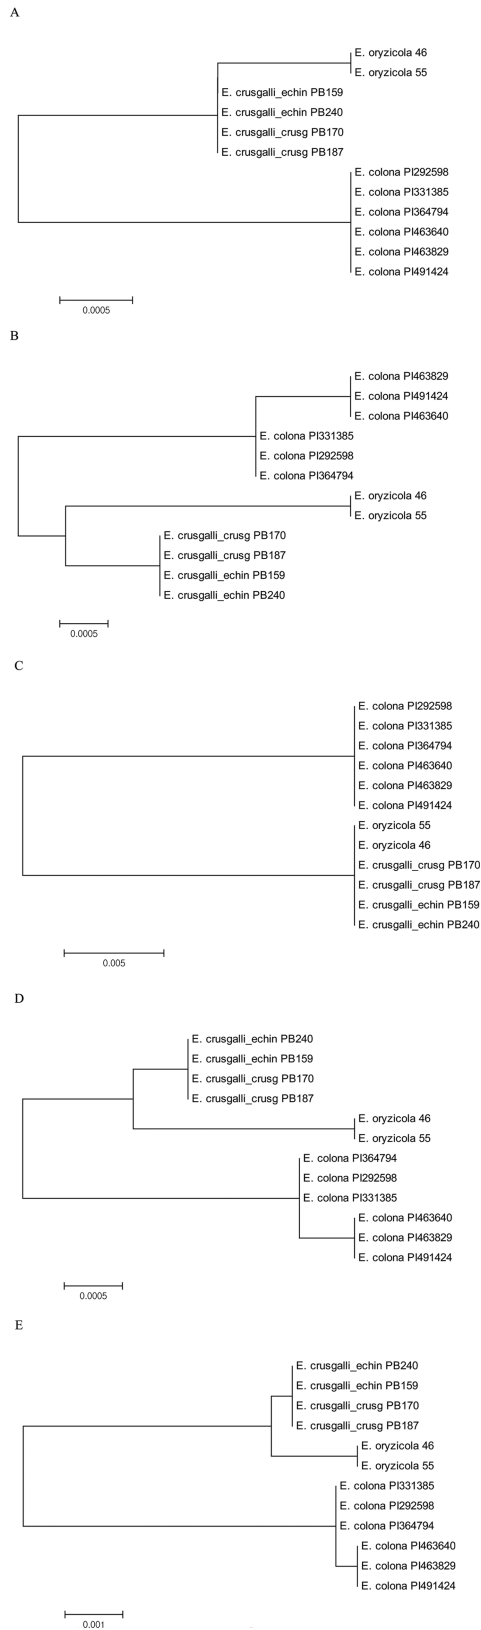 A
E. oryzicola 46
E. oryzicola 55
E. crusgalli_echin PB159
E. crusgalli_echin PB240
E. crusgalli_crusg PB170
E. crusgalli_crusg PB187
E. colona PI292598
E. colona PI331385
E. colona PI364794
E. colona PI463640
E. colona PI463829
E. colona PI491424
0.0005
B
E. colona PI463829
E. colona PI491424
E. colona PI463640
E. colona PI331385
E. colona PI292598
E. colona PI364794
E. oryzicola 46
E. oryzicola 55
E. crusgalli_crusg PB170
E. crusgalli_crusg PB187
E. crusgalli_echin PB159
E. crusgalli_echin PB240
0.0005
C
E. colona PI292598
E. colona PI331385
E. colona PI364794
E. colona PI463640
E. colona PI463829
E. colona PI491424
E. oryzicola 55
E. oryzicola 46
E. crusgalli_crusg PB170
E. crusgalli_crusg PB187
E. crusgalli_echin PB159
E. crusgalli_echin PB240
0.005
D
E. crusgalli_echin PB240
E. crusgalli_echin PB159
E. crusgalli_crusg PB170
E. crusgalli_crusg PB187
E. oryzicola 46
E. oryzicola 55
E. colona PI364794
E. colona PI292598
E. colona PI331385
E. colona PI463640
E. colona PI463829
E. colona PI491424
0.0005
E
E. crusgalli_echin PB240
E. crusgalli_echin PB159
E. crusgalli_crusg PB170
E. crusgalli_crusg PB187
E. oryzicola 46
E. oryzicola 55
E. colona PI331385
E. colona PI292598
E. colona PI364794
E. colona PI463640
E. colona PI463829
E. colona PI491424
0.001